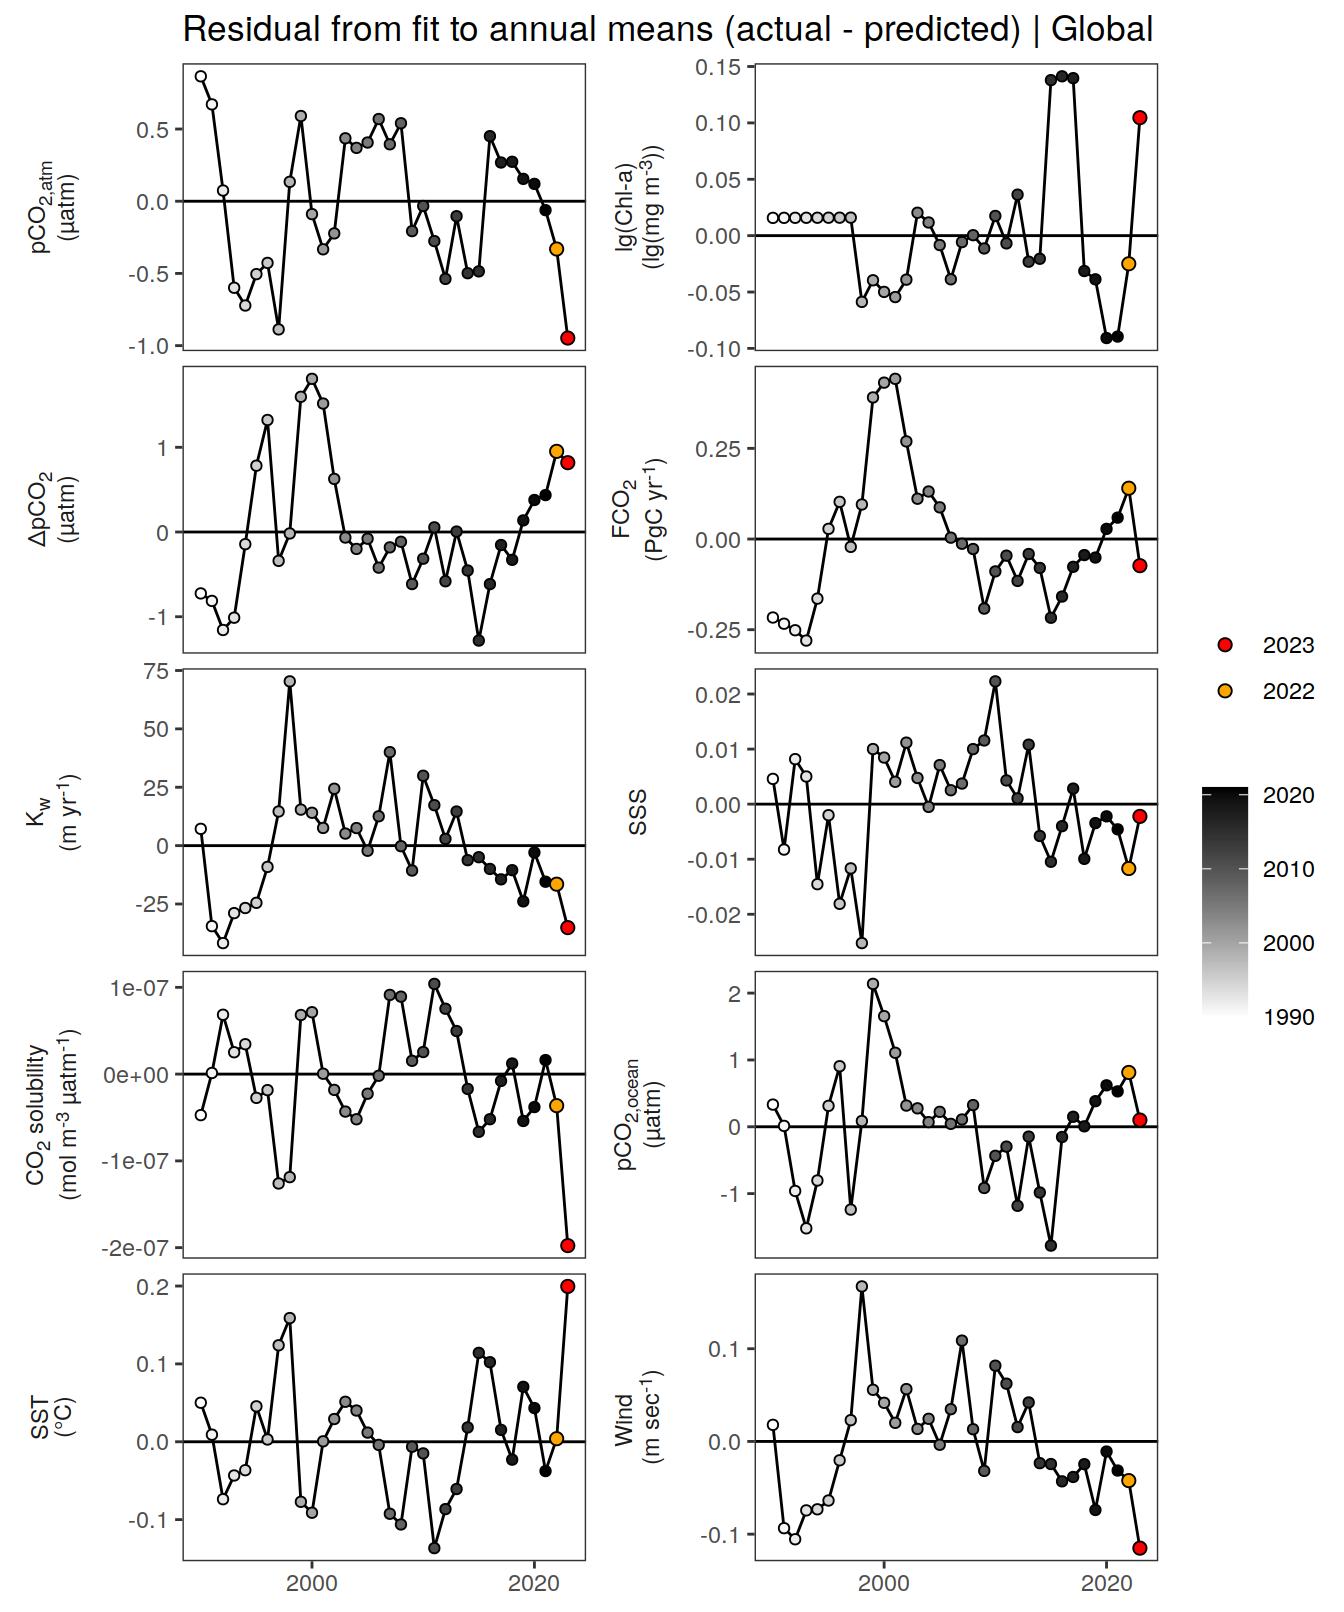 Residual from fit to annual means (actual - predicted) | Global
pCO2,atm
(µatm)
0.5
0.0
-0.5
-1.0
lg(Chl-a)
(lg(mg m-3))
0.15
0.10
0.05
0.00
-0.05
-0.10
ΔpCO2
(µatm)
1
0
-1
FCO2
(PgC yr-1)
0.25
0.00
-0.25
Kw
(m yr-1)
75
50
25
0
-25
SSS
0.02
0.01
0.00
-0.01
-0.02
CO2 solubility
(mol m-3 µatm-1)
1e-07
0e+00
-1e-07
-2e-07
pCO2,ocean
(µatm)
2
1
0
-1
SST
(°C)
0.2
0.1
0.0
-0.1
2000 2020
Wind
(m sec-1)
0.1
0.0
-0.1
2000 2020
2023
2022
2020
2010
2000
1990